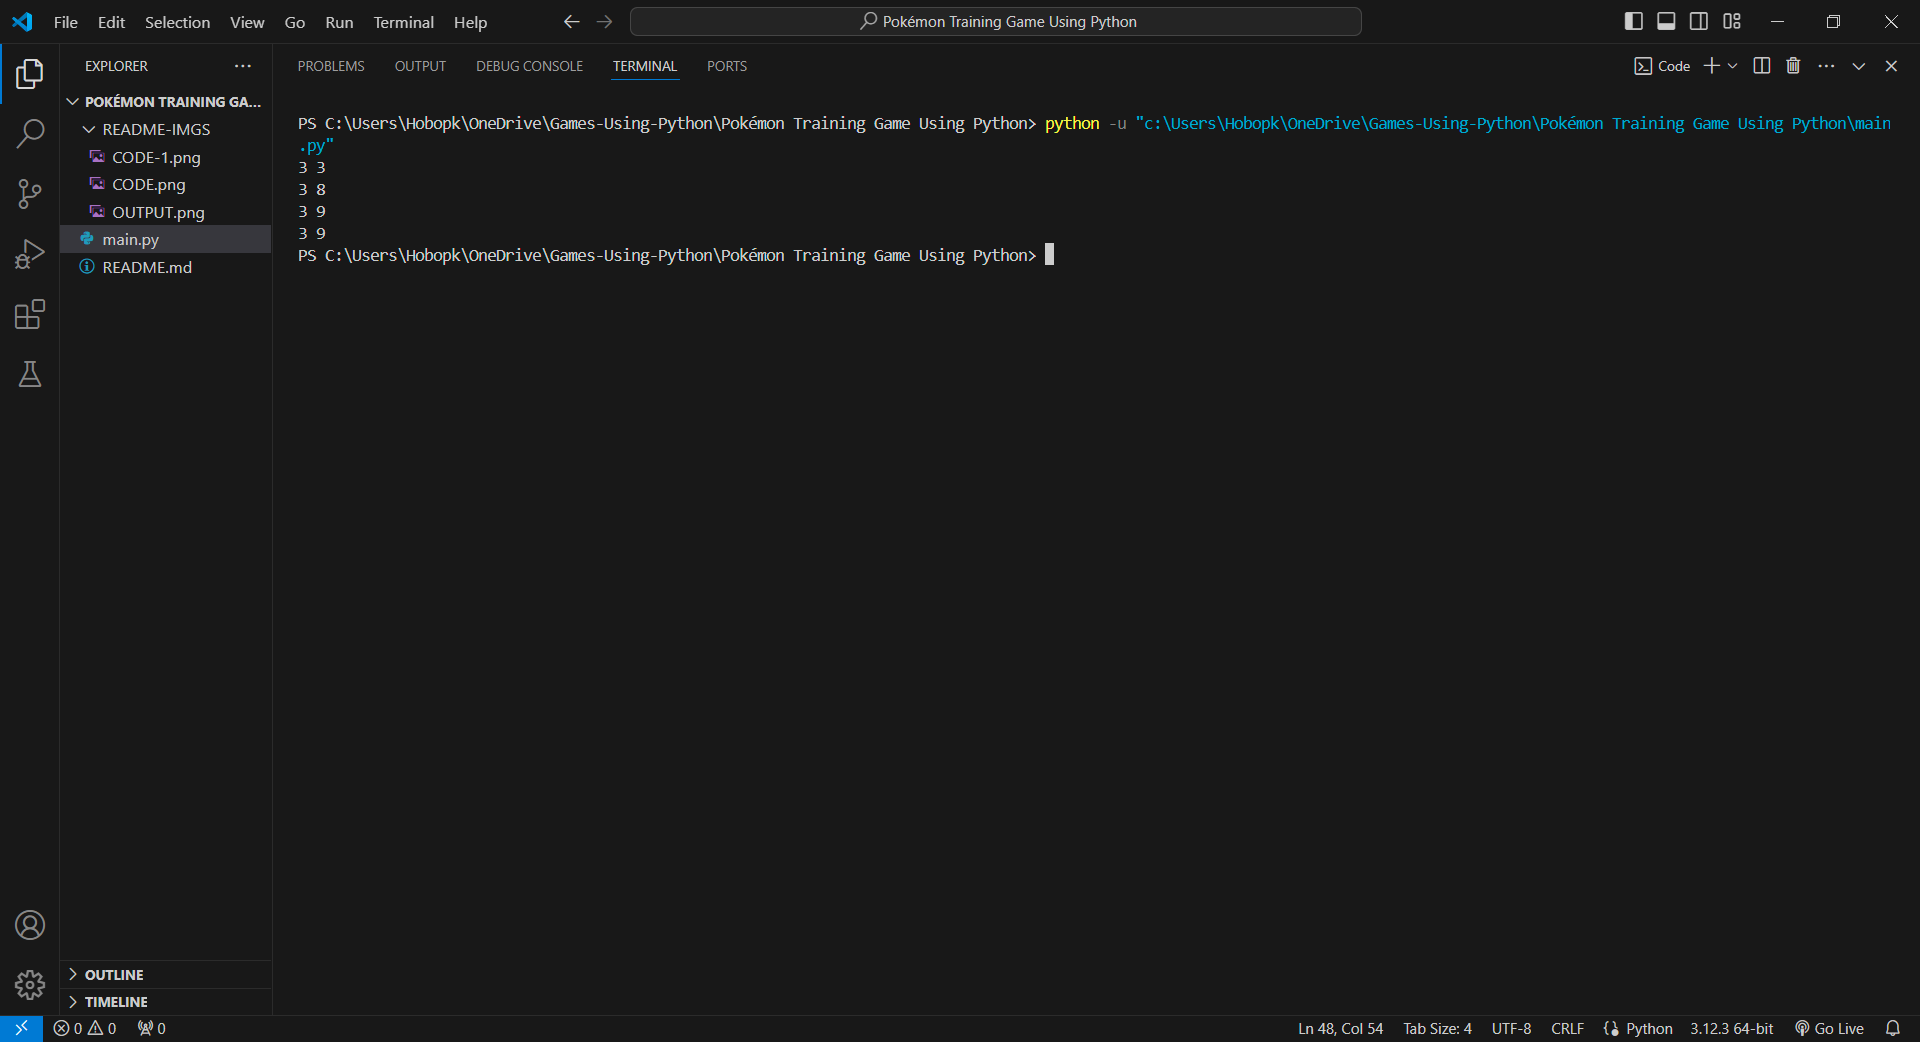 File Edit Selection View Go Run Terminal Help
Pokémon Training Game Using Python
EXPLORER
POKÉMON TRAINING GA...
README-IMGS
CODE-1.png
CODE.png
OUTPUT.png
main.py
README.md
OUTLINE
TIMELINE
PROBLEMS OUTPUT DEBUG CONSOLE TERMINAL PORTS
Code
PS C:\Users\Hobopk\OneDrive\Games-Using-Python\Pokémon Training Game Using Python> python -u "c:\Users\Hobopk\OneDrive\Games-Using-Python\Pokémon Training Game Using Python\main
.py"
3 3
3 8
3 9
3 9
PS C:\Users\Hobopk\OneDrive\Games-Using-Python\Pokémon Training Game Using Python>
0 0 0 Ln 48, Col 54 Tab Size: 4 UTF-8 CRLF Python 3.12.3 64-bit Go Live